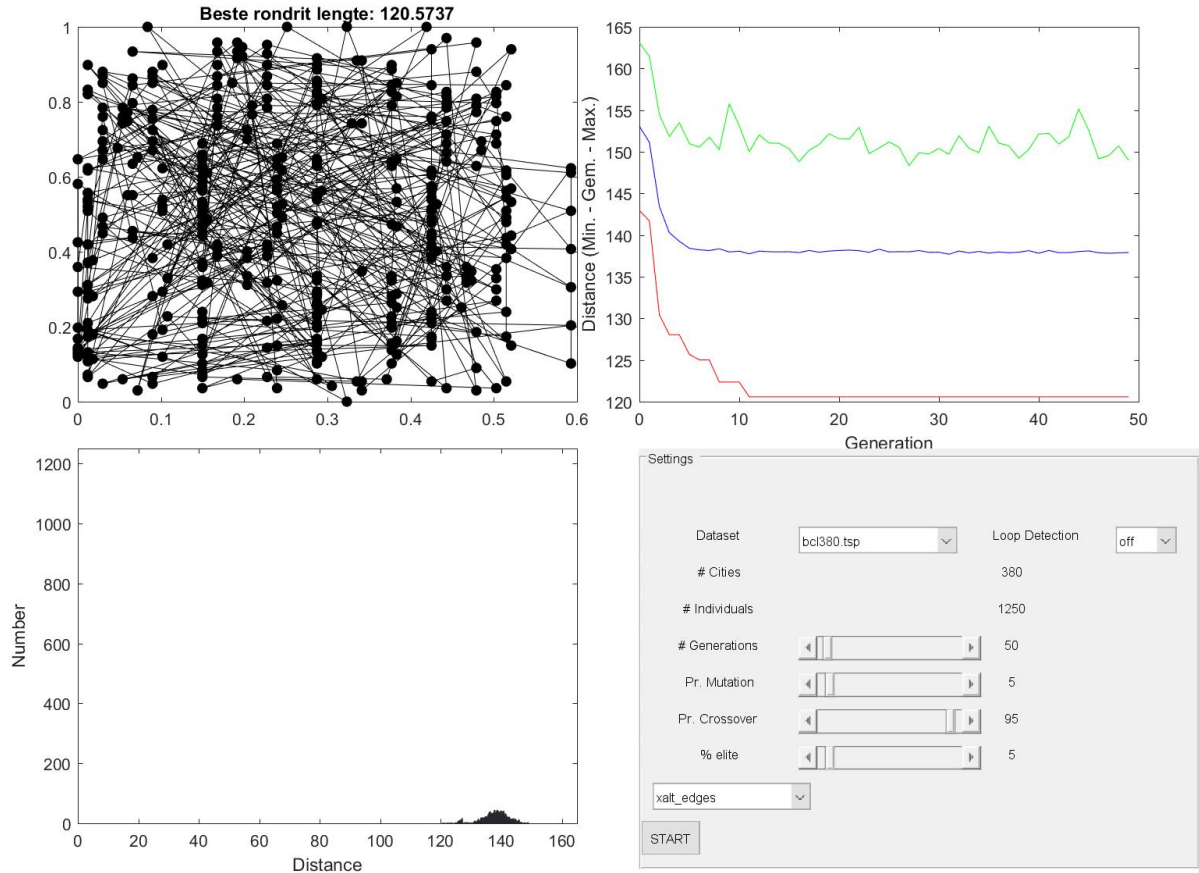 Beste rondrit lengte: 120.5737
1
0.8
0.6
0.4
0.2
0
0 0.1 0.2 0.3 0.4 0.5 0.6
Distance (Min. - Gem. - Max.)
165
160
155
150
145
140
135
130
125
120
0 10 20 30 40 50
Generation
Number
1200
1000
800
600
400
200
0
0 20 40 60 80 100 120 140 160
Distance
Settings
Dataset bcl380.tsp Loop Detection off
# Cities 380
# Individuals 1250
# Generations 50
Pr. Mutation 5
Pr. Crossover 95
% elite 5
xalt_edges
START